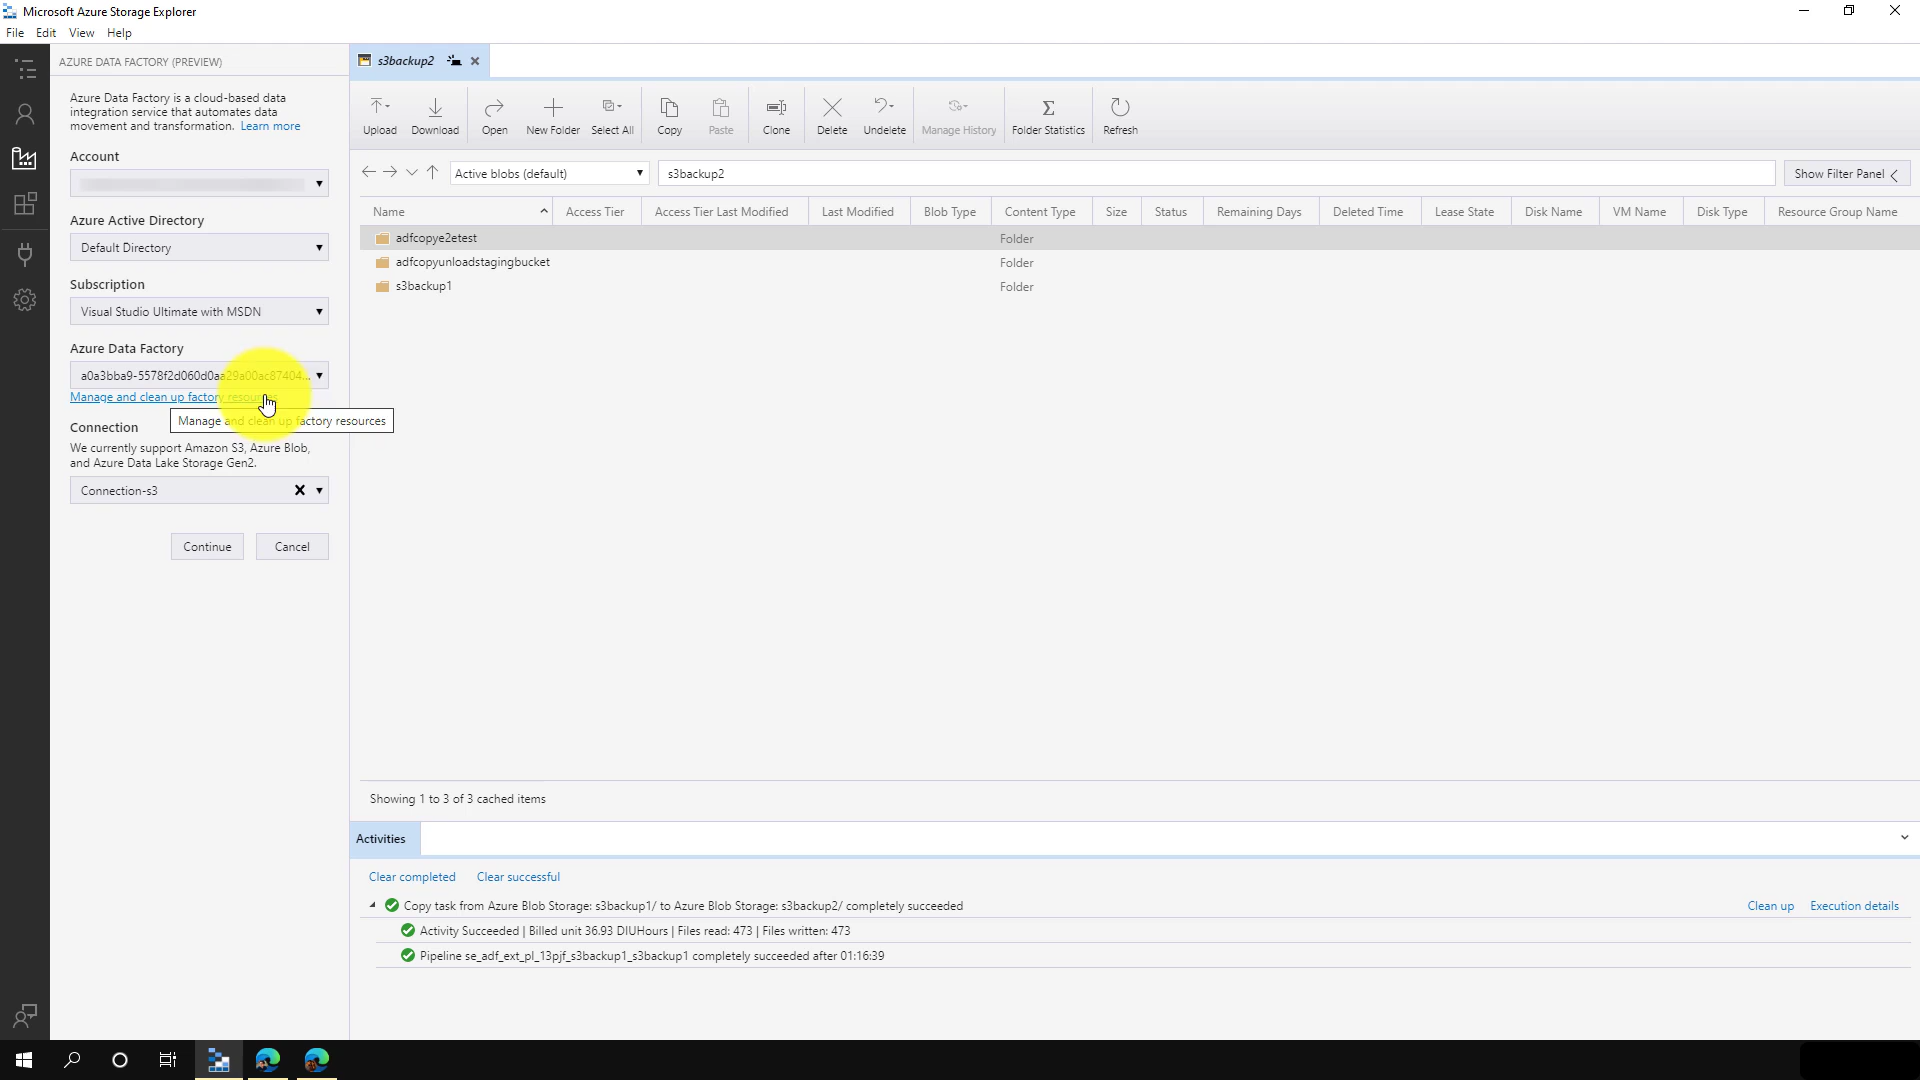 Microsoft Azure Storage Explorer
File Edit View Help
AZURE DATA FACTORY (PREVIEW)
Azure Data Factory is a cloud-based data
integration service that automates data
movement and transformation. Learn more
Account
Azure Active Directory
Default Directory
Subscription
Visual Studio Ultimate with MSDN
Azure Data Factory
a0a3bba9-5578f2d060d0aa29a00ac87404...
Manage and clean up factory resources
Manage and clean up factory resources
Connection
We currently support Amazon S3, Azure Blob,
and Azure Data Lake Storage Gen2.
Connection-s3
Continue Cancel
s3backup2
Upload Download Open New Folder Select All Copy Paste Clone Delete Undelete Manage History Folder Statistics Refresh
Active blobs (default) s3backup2 Show Filter Panel
Name Access Tier Access Tier Last Modified Last Modified Blob Type Content Type Size Status Remaining Days Deleted Time Lease State Disk Name VM Name Disk Type Resource Group Name
adfcopye2etest Folder
adfcopyunloadstagingbucket Folder
s3backup1 Folder
Showing 1 to 3 of 3 cached items
Activities
Clear completed Clear successful
Copy task from Azure Blob Storage: s3backup1/ to Azure Blob Storage: s3backup2/ completely succeeded Clean up Execution details
Activity Succeeded | Billed unit 36.93 DIUHours | Files read: 473 | Files written: 473
Pipeline se_adf_ext_pl_13pjf_s3backup1_s3backup1 completely succeeded after 01:16:39